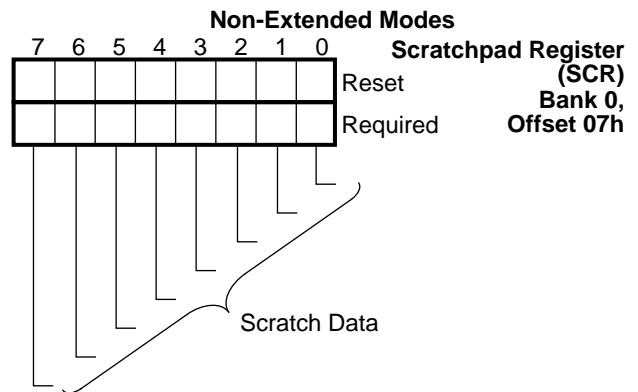 Non-Extended Modes
7 6 5 4 3 2 1 0
Scratchpad Register
(SCR)
Bank 0,
Offset 07h
Reset
Required
Scratch Data